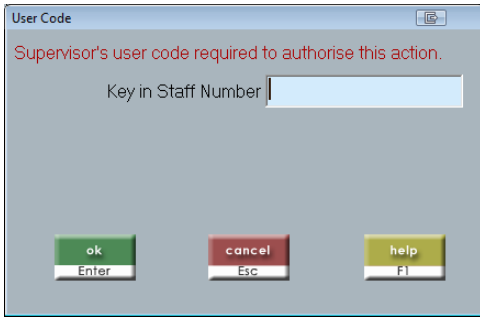 User Code
Supervisor's user code required to authorise this action.
Key in Staff Number
ok cancel help
Enter Esc F1